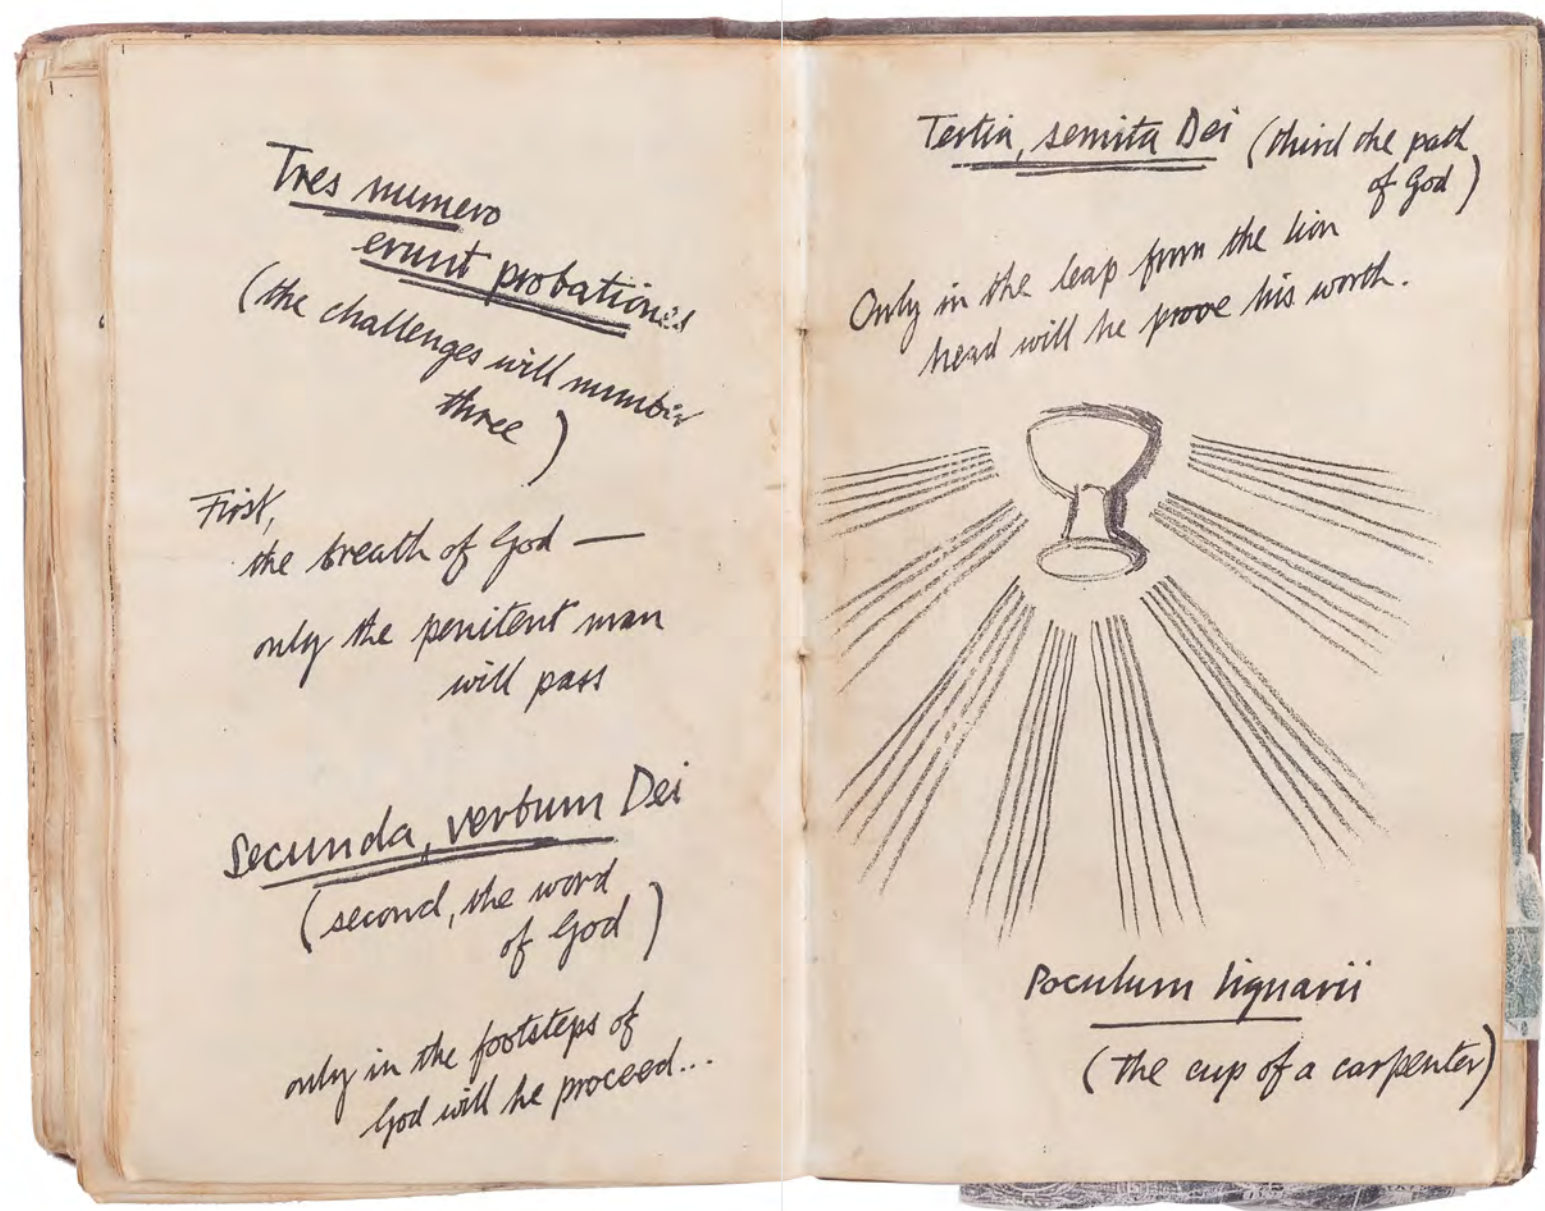 Tres numero
erunt probationes
(the challenges will number
three)
First,
the breath of God —
only the penitent man
will pass
Secunda, verbum Dei
(second, the word
of God)
only in the footsteps of
God will he proceed...
Tertia, semita Dei (third the path
of God)
Only in the leap from the lion
head will he prove his worth.
Poculum lignarii
(the cup of a carpenter)